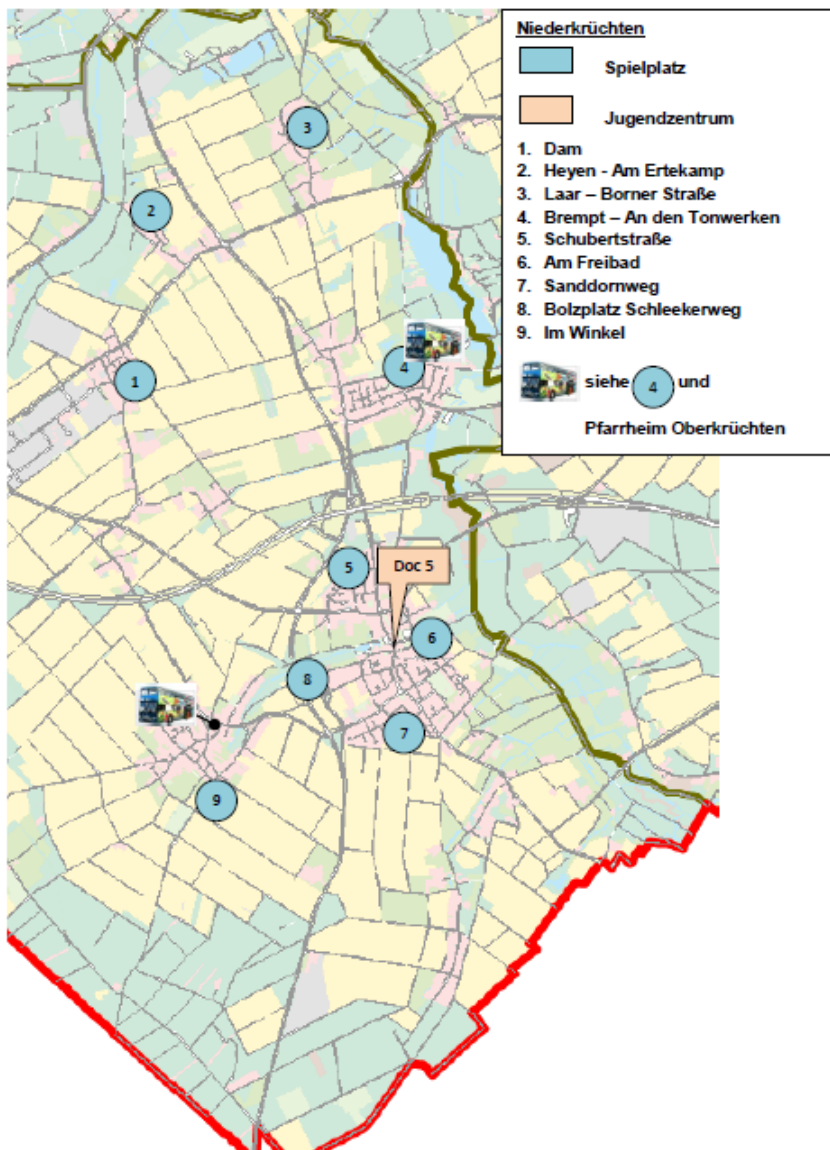 Niederkrüchten
Spielplatz
Jugendzentrum
1. Dam
2. Heyen - Am Ertekamp
3. Laar – Borner Straße
4. Brempt – An den Tonwerken
5. Schubertstraße
6. Am Freibad
7. Sanddornweg
8. Bolzplatz Schleekerweg
9. Im Winkel
siehe 4 und
Pfarrheim Oberkrüchten
3
2
4
1
5
Doc 5
6
8
7
9